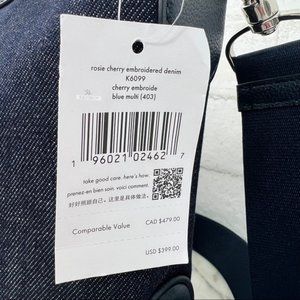 rosie cherry embroidered denim
K6099
cherry embroide
blue multi (403)
1 96021 02462 7
take good care. here's how.
prenez-en bien soin. voici comment.
好好照顾自己。这里是具体做法。
Comparable Value
CAD $479.00
USD $399.00